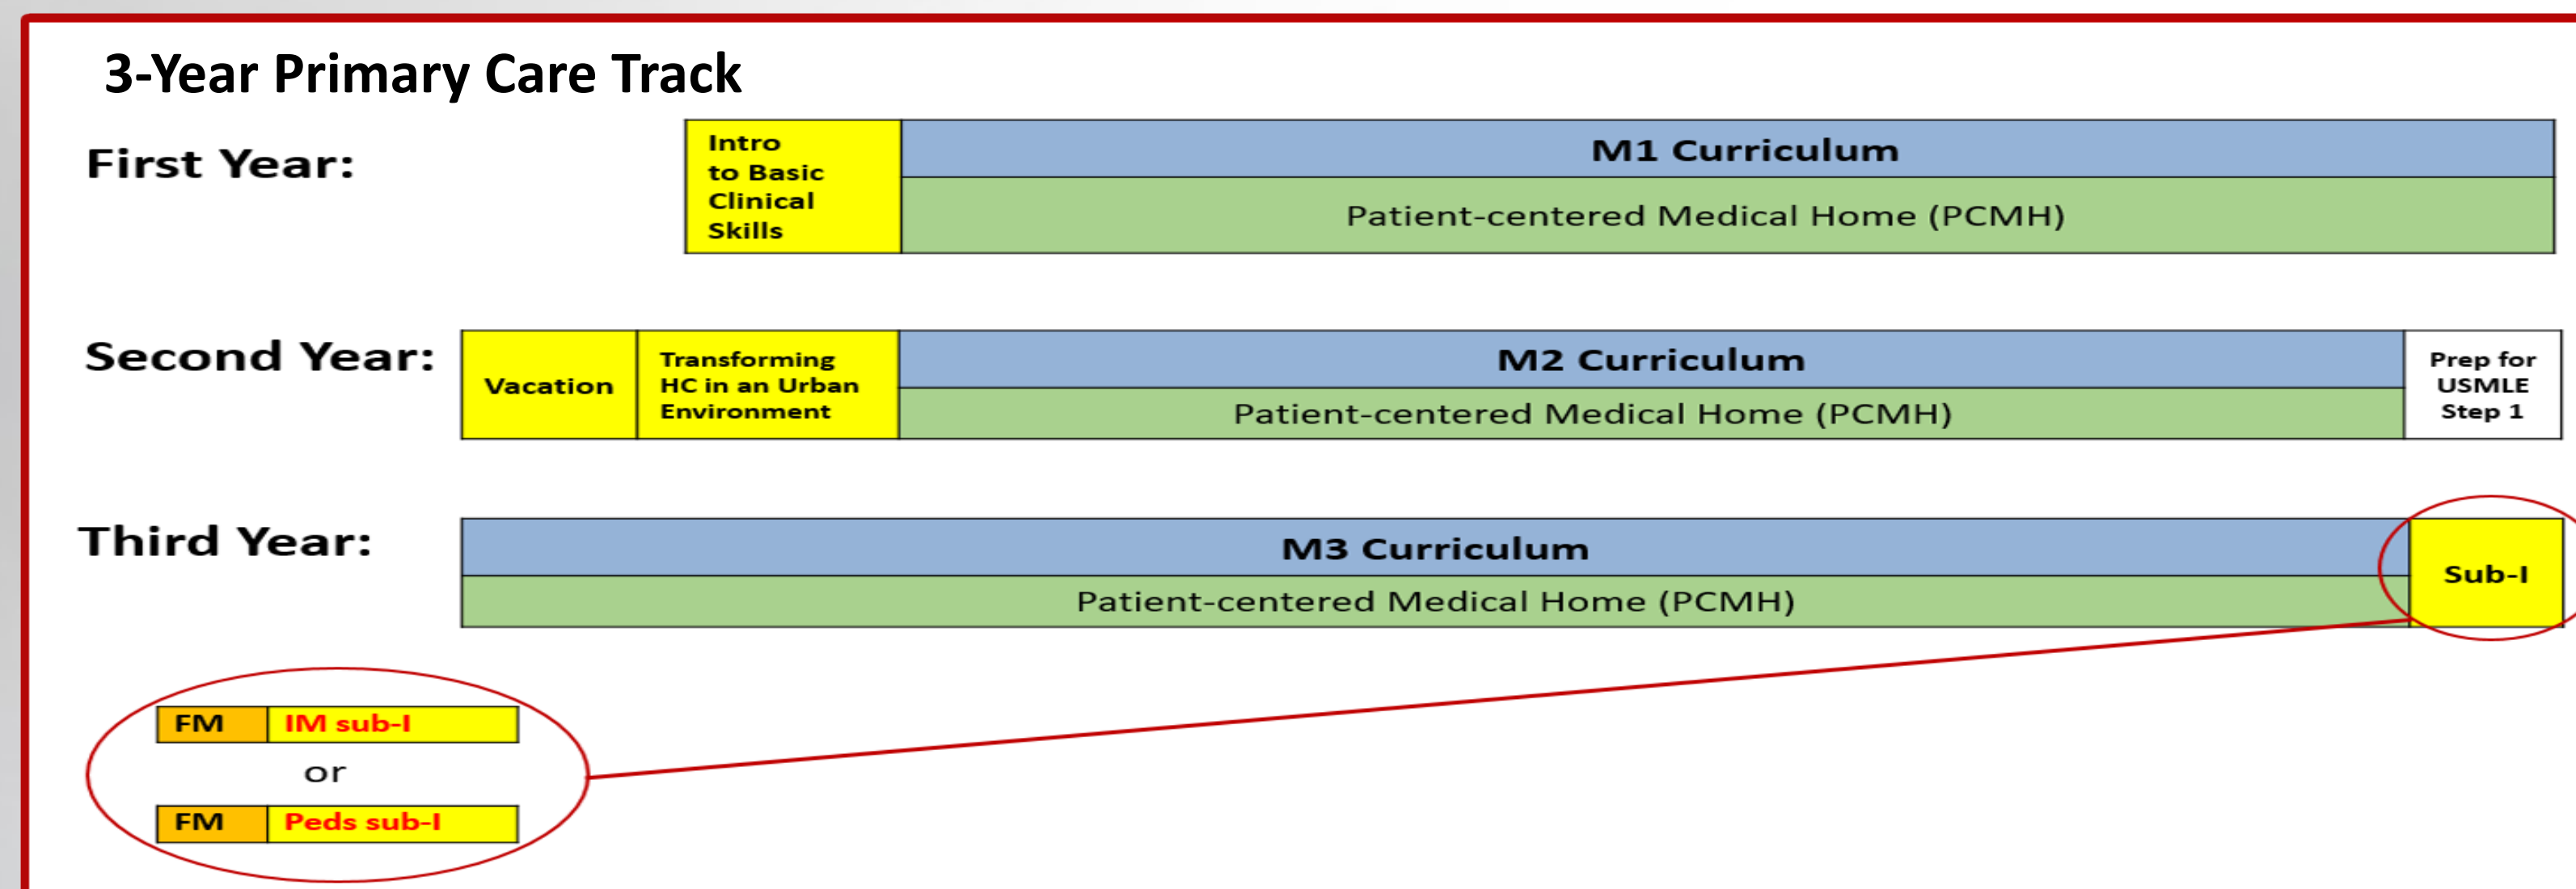 3-Year Primary Care Track
First Year:
Intro
to Basic
Clinical
Skills
M1 Curriculum
Patient-centered Medical Home (PCMH)
Second Year:
Vacation
Transforming
HC in an Urban
Environment
M2 Curriculum
Patient-centered Medical Home (PCMH)
Prep for
USMLE
Step 1
Third Year:
M3 Curriculum
Patient-centered Medical Home (PCMH)
Sub-I
FM IM sub-I
or
FM Peds sub-I